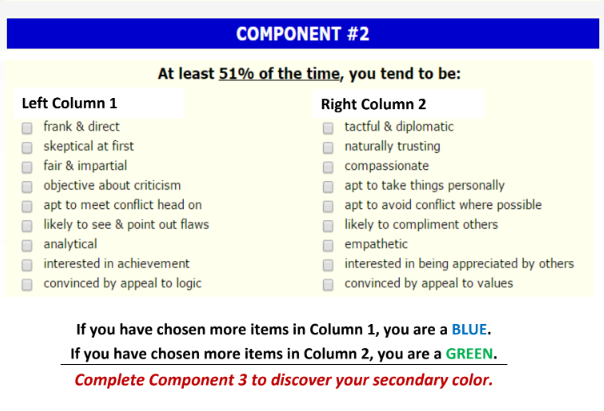 COMPONENT #2
At least 51% of the time, you tend to be:
Left Column 1
frank & direct
skeptical at first
fair & impartial
objective about criticism
apt to meet conflict head on
likely to see & point out flaws
analytical
interested in achievement
convinced by appeal to logic
Right Column 2
tactful & diplomatic
naturally trusting
compassionate
apt to take things personally
apt to avoid conflict where possible
likely to compliment others
empathetic
interested in being appreciated by others
convinced by appeal to values
If you have chosen more items in Column 1, you are a BLUE.
If you have chosen more items in Column 2, you are a GREEN.
Complete Component 3 to discover your secondary color.